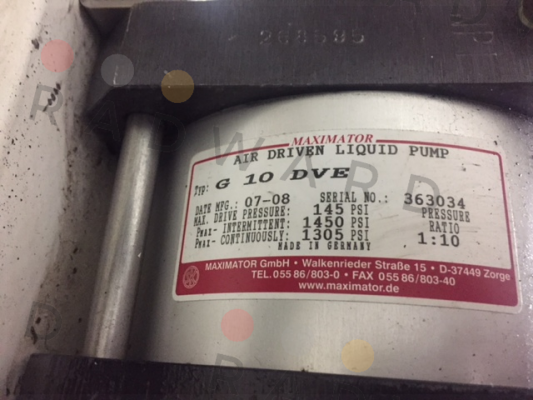 268595
MAXIMATOR
AIR DRIVEN LIQUID PUMP
TYP: G 10 DVE
DATE MFG.: 07-08 SERIAL NO.: 363034
MAX. DRIVE PRESSURE: 145 PSI PRESSURE
PMAX- INTERMITTENT: 1450 PSI RATIO
PMAX- CONTINUOUSLY: 1305 PSI 1:10
MADE IN GERMANY
MAXIMATOR GmbH • Walkenrieder Straße 15 • D-37449 Zorge
TEL. 055 86/803-0 • FAX 055 86/803-40
www.maximator.de